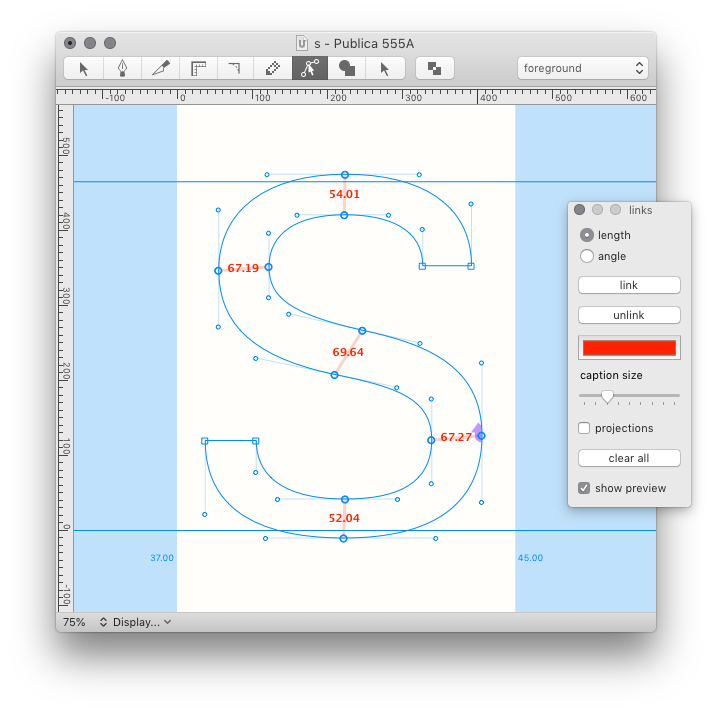 s - Publica 555A
foreground
-100 0 100 200 300 400 500 600
500
400
300
200
100
0
-100
54.01
67.19
69.64
67.27
52.04
37.00
45.00
75% Display...
links
length
angle
link
unlink
caption size
projections
clear all
show preview